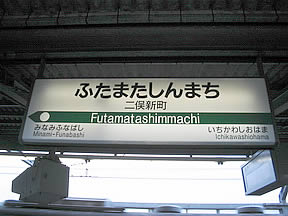 ふたまたしんまち
二俣新町
Futamatashimmachi
みなみふなばし
Minami-Funabashi
いちかわしおはま
Ichikawashiohama